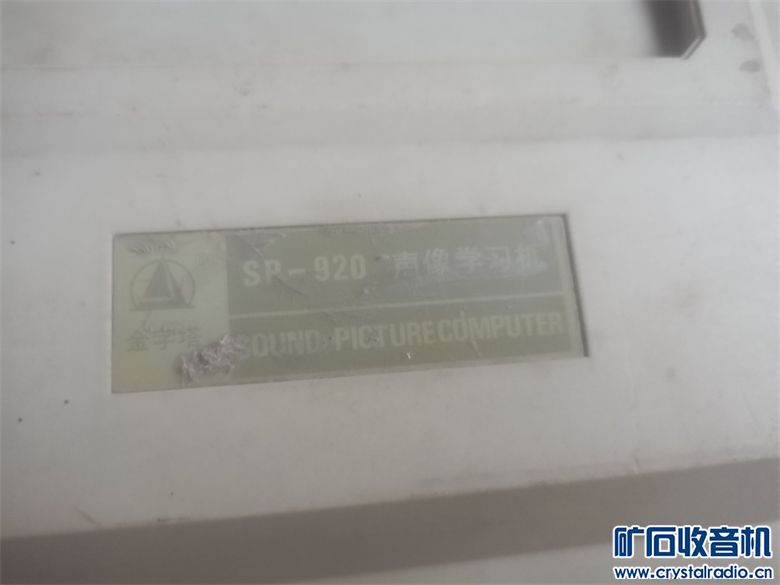 SP-920 声像学习机
金字塔
SOUND-PICTURE COMPUTER
矿石收音机
www.crystalradio.cn